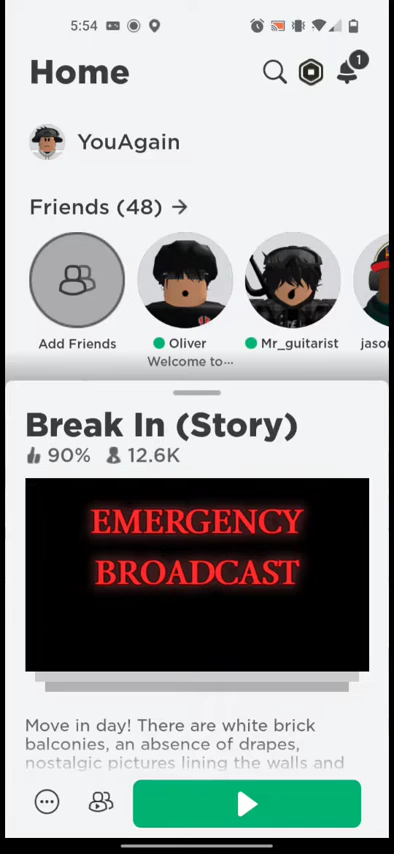 5:54
Home
1
YouAgain
Friends (48) →
Add Friends
Oliver
Mr_guitarist
jaso
Welcome to···
Break In (Story)
90% 12.6K
EMERGENCY
BROADCAST
Move in day! There are white brick
balconies, an absence of drapes,
nostalgic pictures lining the walls and